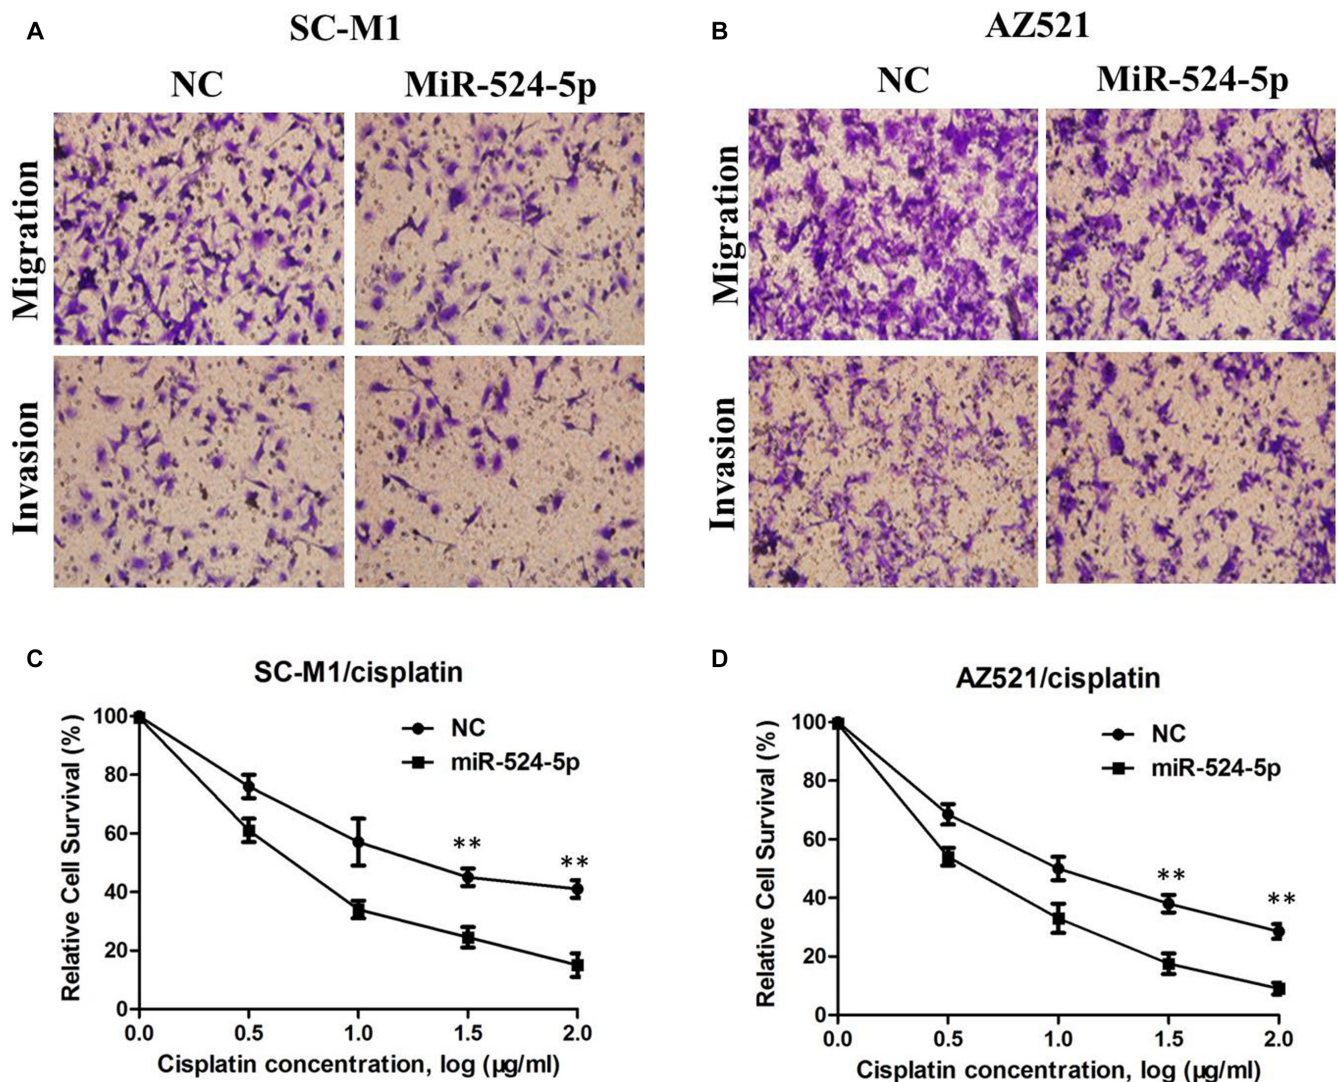 A
SC-M1
NC
MiR-524-5p
Migration
Invasion
B
AZ521
NC
MiR-524-5p
Migration
Invasion
C
SC-M1/cisplatin
NC
miR-524-5p
Relative Cell Survival (%)
100
80
60
40
20
0
**
**
0.0 0.5 1.0 1.5 2.0
Cisplatin concentration, log (µg/ml)
D
AZ521/cisplatin
NC
miR-524-5p
Relative Cell Survival (%)
100
80
60
40
20
0
**
**
0.0 0.5 1.0 1.5 2.0
Cisplatin concentration, log (µg/ml)